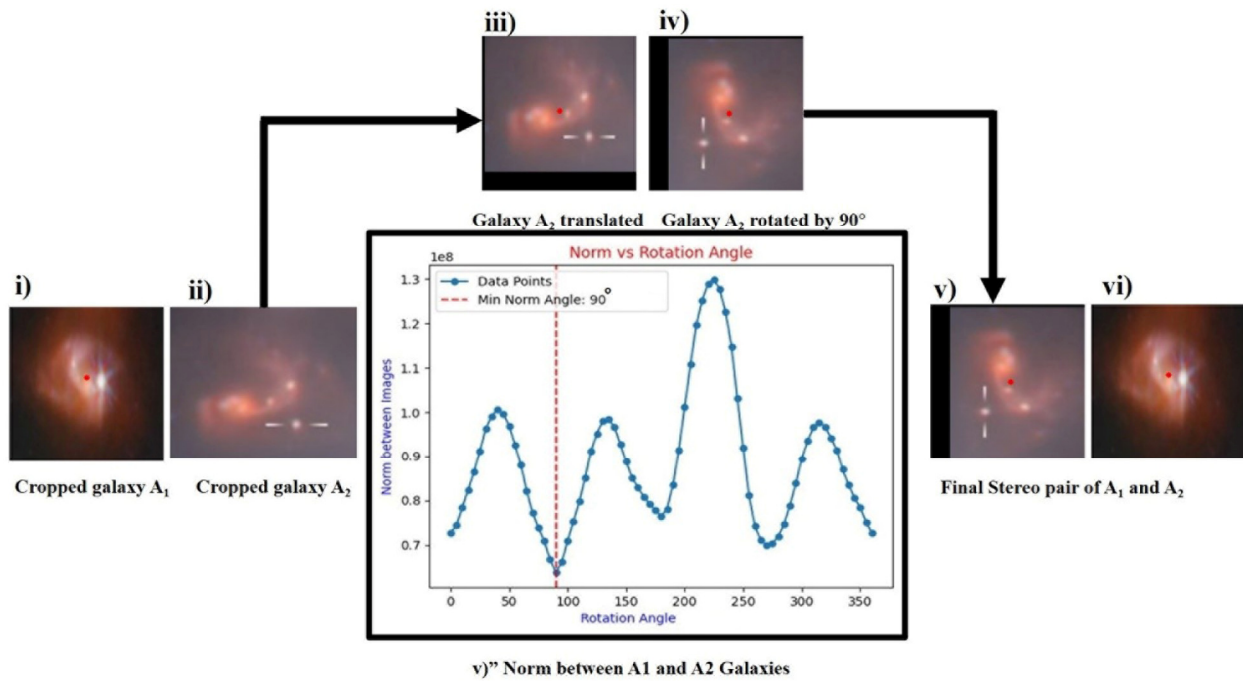 iii)
iv)
Galaxy A₂ translated
Galaxy A₂ rotated by 90°
i)
ii)
Cropped galaxy A₁
Cropped galaxy A₂
Norm vs Rotation Angle
1e8
Data Points
Min Norm Angle: 90°
1.3
1.2
1.1
1.0
0.9
0.8
0.7
Norm between Images
0 50 100 150 200 250 300 350
Rotation Angle
v)” Norm between A1 and A2 Galaxies
v)
vi)
Final Stereo pair of A₁ and A₂